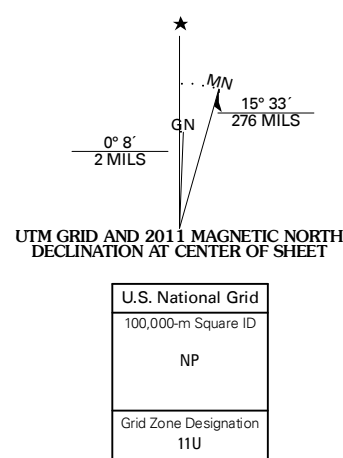 MN
15° 33´
276 MILS
GN
0° 8´
2 MILS
UTM GRID AND 2011 MAGNETIC NORTH
DECLINATION AT CENTER OF SHEET
U.S. National Grid
100,000-m Square ID
NP
Grid Zone Designation
11U